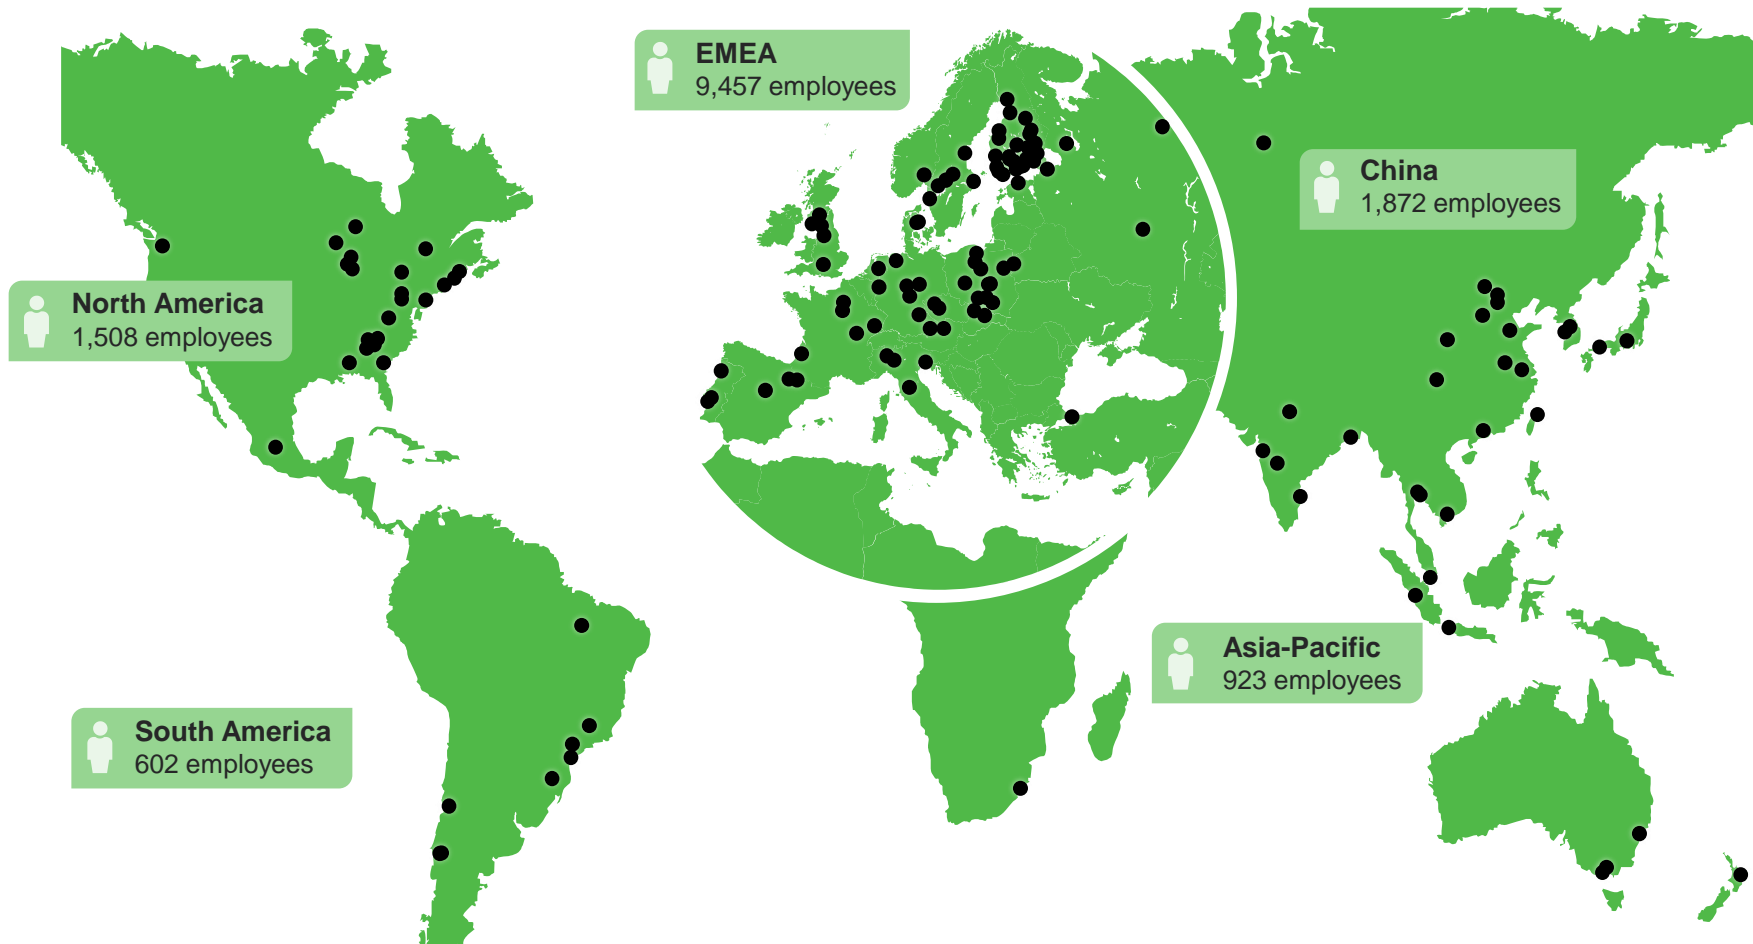 EMEA
9,457 employees
China
1,872 employees
North America
1,508 employees
Asia-Pacific
923 employees
South America
602 employees